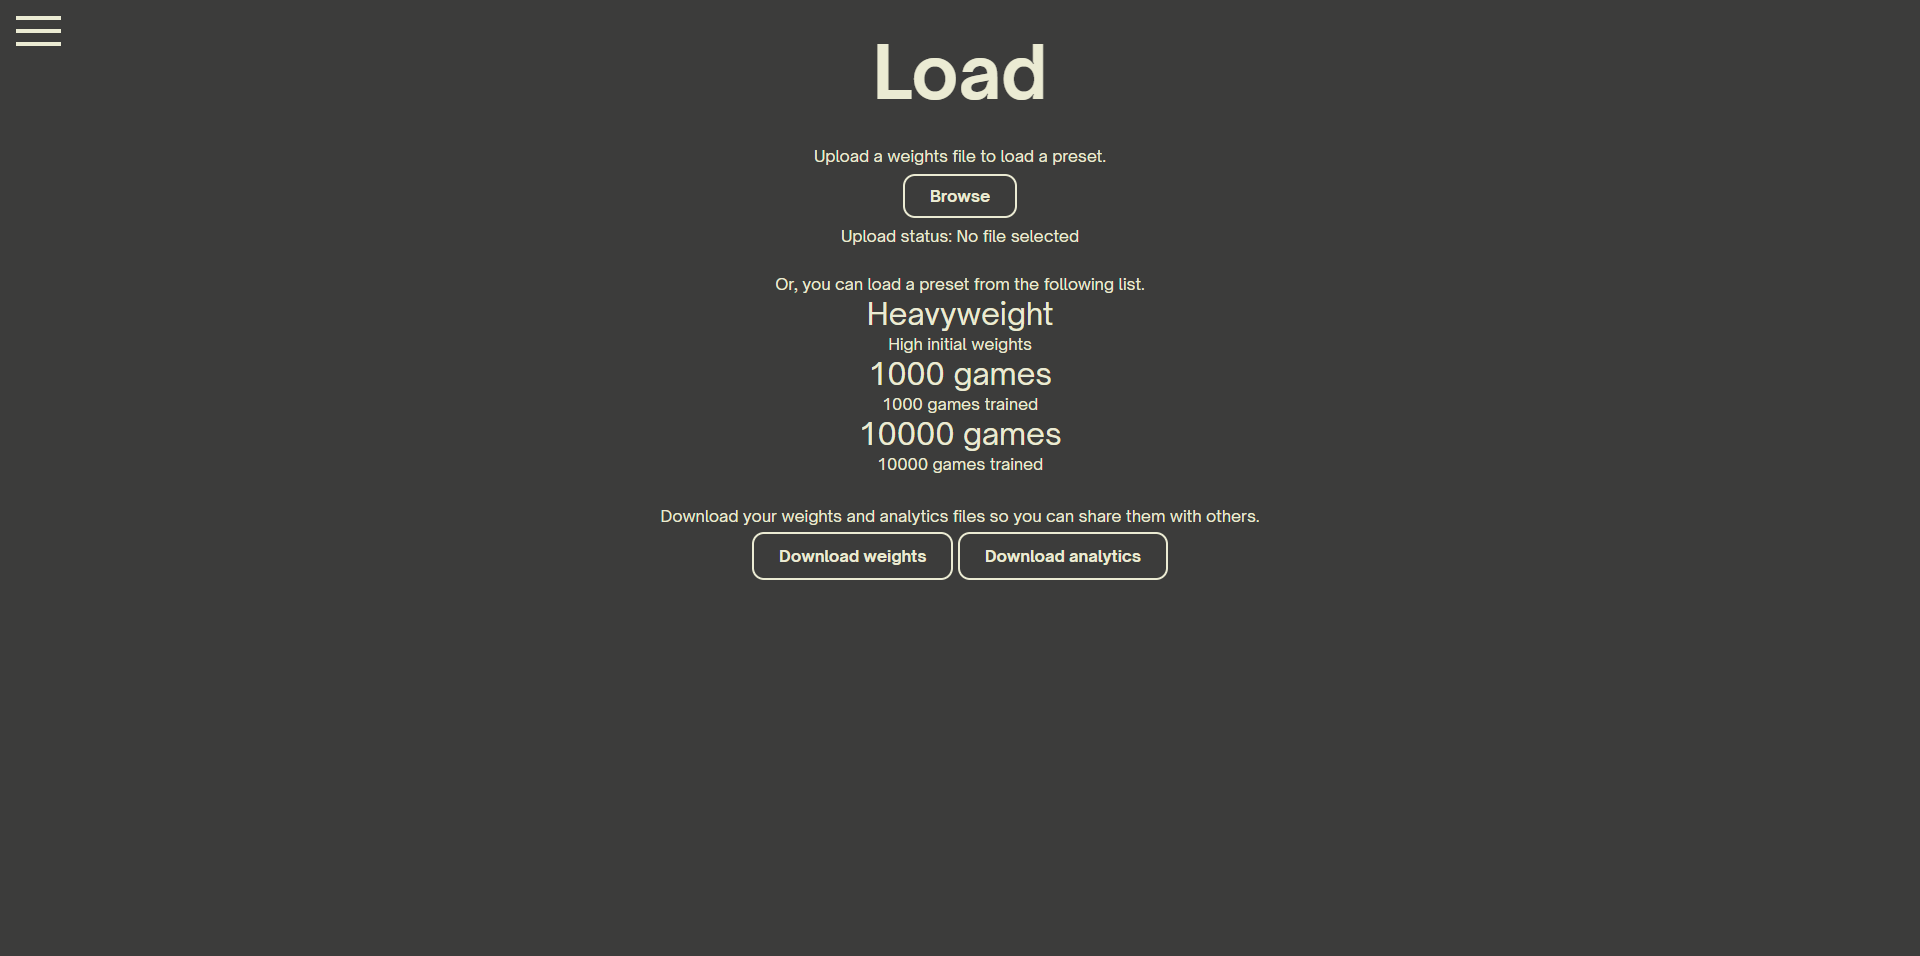 Load
Upload a weights file to load a preset.
Browse
Upload status: No file selected
Or, you can load a preset from the following list.
Heavyweight
High initial weights
1000 games
1000 games trained
10000 games
10000 games trained
Download your weights and analytics files so you can share them with others.
Download weights Download analytics